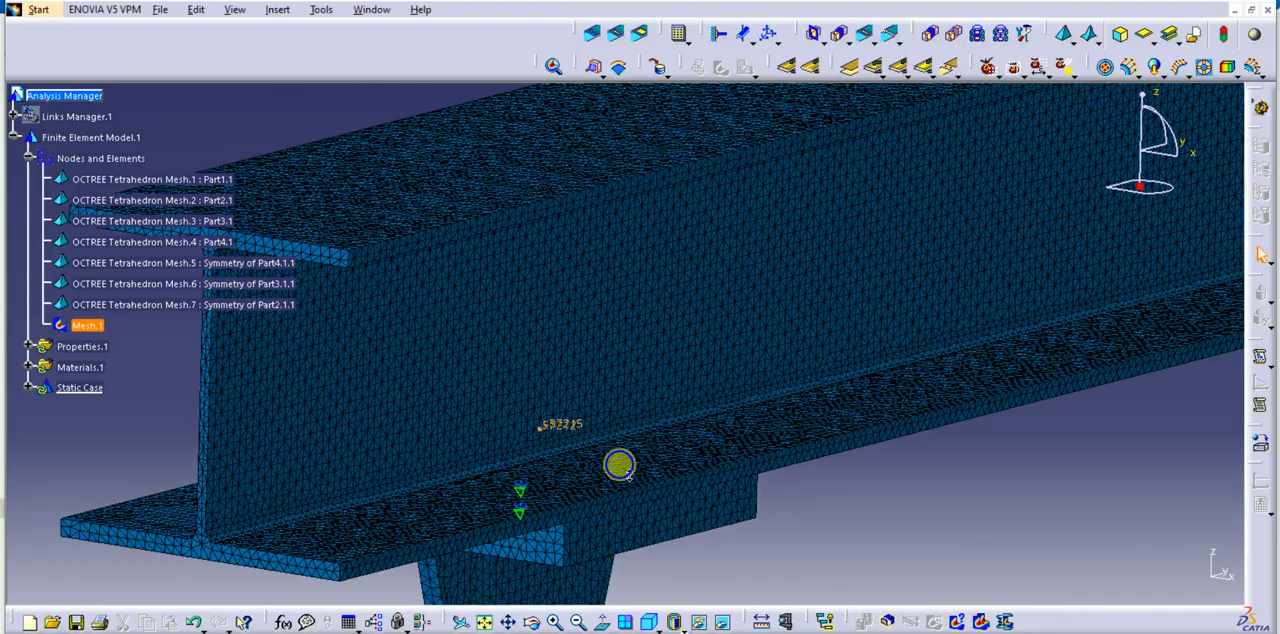 Start ENOVIA V5 VPM File Edit View Insert Tools Window Help
Analysis Manager
Links Manager.1
Finite Element Model.1
Nodes and Elements
OCTREE Tetrahedron Mesh.1 : Part1.1
OCTREE Tetrahedron Mesh.2 : Part2.1
OCTREE Tetrahedron Mesh.3 : Part3.1
OCTREE Tetrahedron Mesh.4 : Part4.1
OCTREE Tetrahedron Mesh.5 : Symmetry of Part4.1.1
OCTREE Tetrahedron Mesh.6 : Symmetry of Part3.1.1
OCTREE Tetrahedron Mesh.7 : Symmetry of Part2.1.1
Mesh.1
Properties.1
Materials.1
Static Case
z
y
x
z
y x
f(x)
CATIA